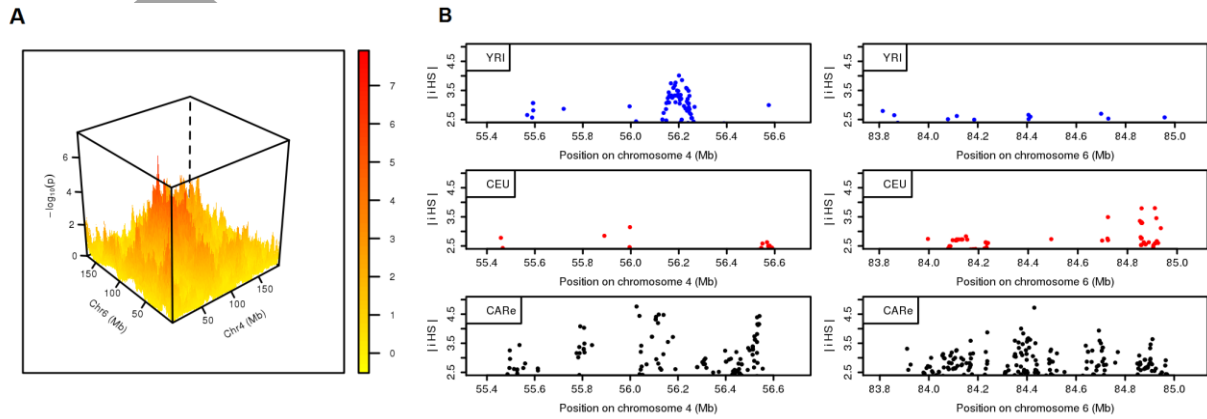 A
B
7
6
5
4
3
2
1
0
−log10(p)
6
4
2
0
150
100
50
Chr6 (Mb)
50
100
150
Chr4 (Mb)
YRI
|iHS|
2.5 3.5 4.5
55.4 55.6 55.8 56.0 56.2 56.4 56.6
Position on chromosome 4 (Mb)
YRI
|iHS|
2.5 3.5 4.5
83.8 84.0 84.2 84.4 84.6 84.8 85.0
Position on chromosome 6 (Mb)
CEU
|iHS|
2.5 3.5 4.5
55.4 55.6 55.8 56.0 56.2 56.4 56.6
Position on chromosome 4 (Mb)
CEU
|iHS|
2.5 3.5 4.5
83.8 84.0 84.2 84.4 84.6 84.8 85.0
Position on chromosome 6 (Mb)
CARe
|iHS|
2.5 3.5 4.5
55.4 55.6 55.8 56.0 56.2 56.4 56.6
Position on chromosome 4 (Mb)
CARe
|iHS|
2.5 3.5 4.5
83.8 84.0 84.2 84.4 84.6 84.8 85.0
Position on chromosome 6 (Mb)